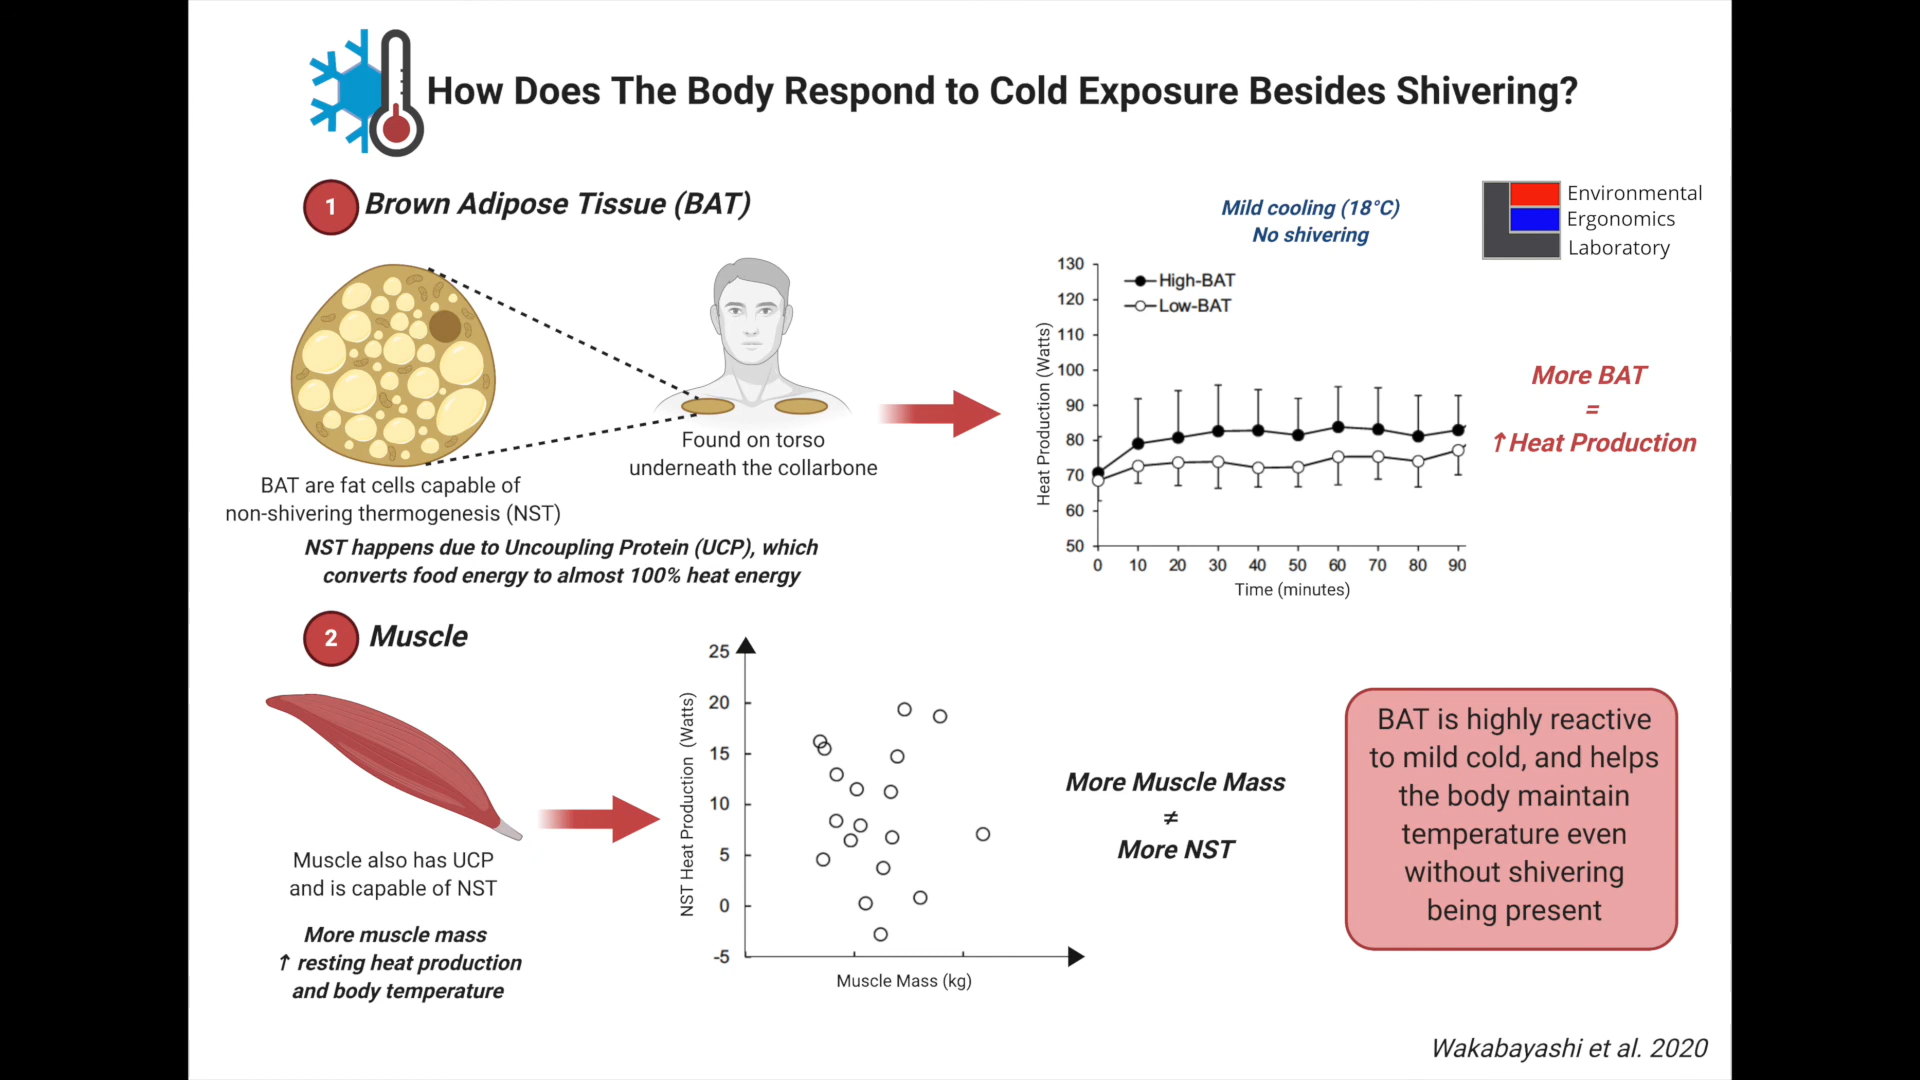 How Does The Body Respond to Cold Exposure Besides Shivering?
1
Brown Adipose Tissue (BAT)
BAT are fat cells capable of
non-shivering thermogenesis (NST)
Found on torso
underneath the collarbone
NST happens due to Uncoupling Protein (UCP), which
converts food energy to almost 100% heat energy
Mild cooling (18°C)
No shivering
Environmental
Ergonomics
Laboratory
High-BAT
Low-BAT
Heat Production (Watts)
130
120
110
100
90
80
70
60
50
0 10 20 30 40 50 60 70 80 90
Time (minutes)
More BAT
=
↑ Heat Production
2
Muscle
Muscle also has UCP
and is capable of NST
More muscle mass
↑ resting heat production
and body temperature
NST Heat Production (Watts)
25
20
15
10
5
0
-5
Muscle Mass (kg)
More Muscle Mass
≠
More NST
BAT is highly reactive
to mild cold, and helps
the body maintain
temperature even
without shivering
being present
Wakabayashi et al. 2020